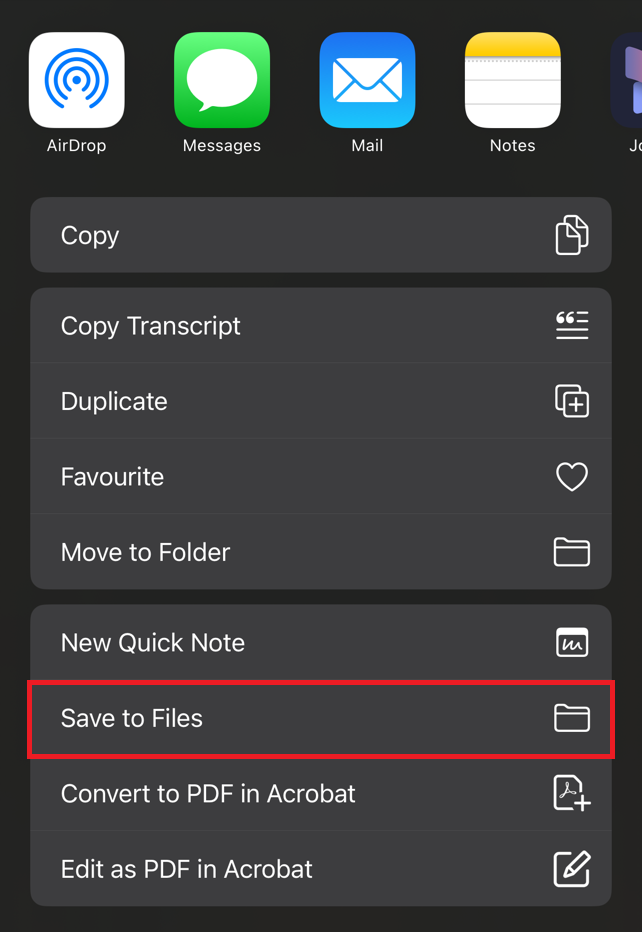 AirDrop
Messages
Mail
Notes
Copy
Copy Transcript
Duplicate
Favourite
Move to Folder
New Quick Note
Save to Files
Convert to PDF in Acrobat
Edit as PDF in Acrobat